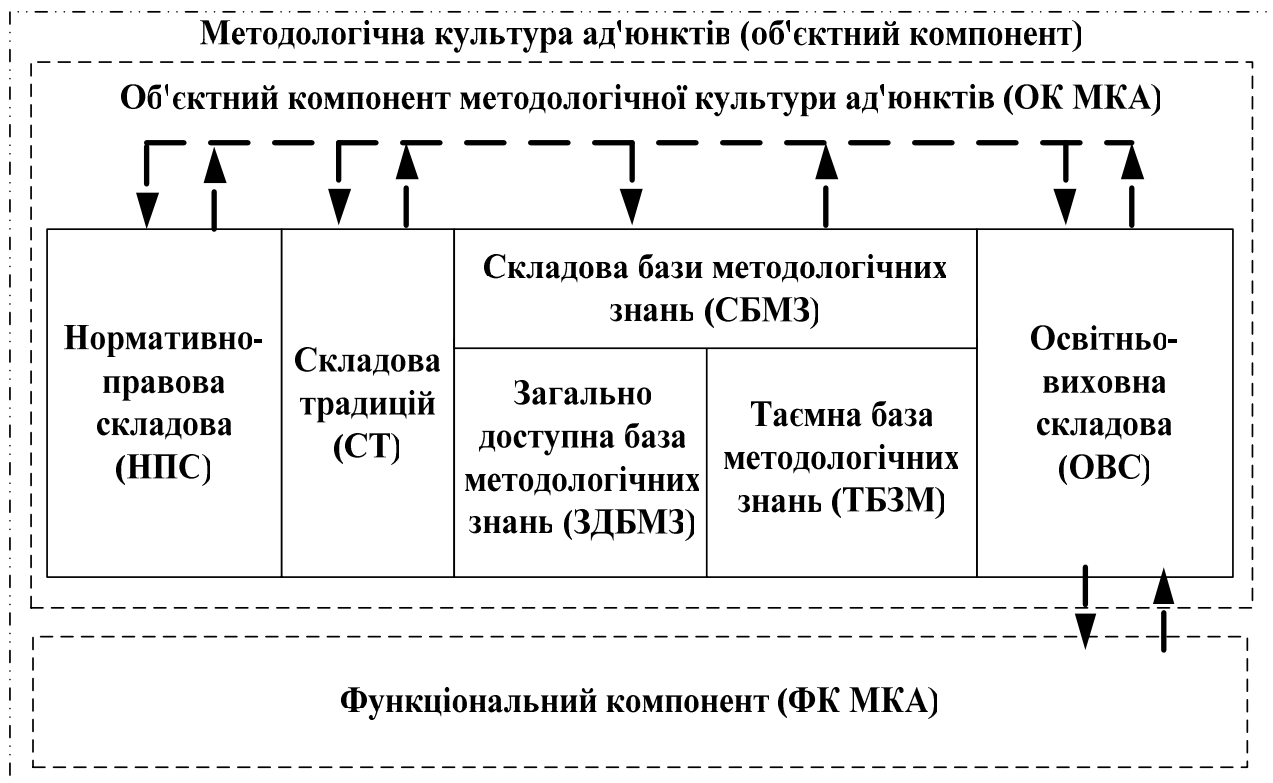 Методологічна культура ад'юнктів (об'єктний компонент)
Об'єктний компонент методологічної культури ад'юнктів (ОК МКА)
Нормативно-
правова
складова
(НПС)
Складова
традицій
(СТ)
Складова бази методологічних
знань (СБМЗ)
Загально
доступна база
методологічних
знань (ЗДБМЗ)
Таємна база
методологічних
знань (ТБЗМ)
Освітньо-
виховна
складова
(ОВС)
Функціональний компонент (ФК МКА)